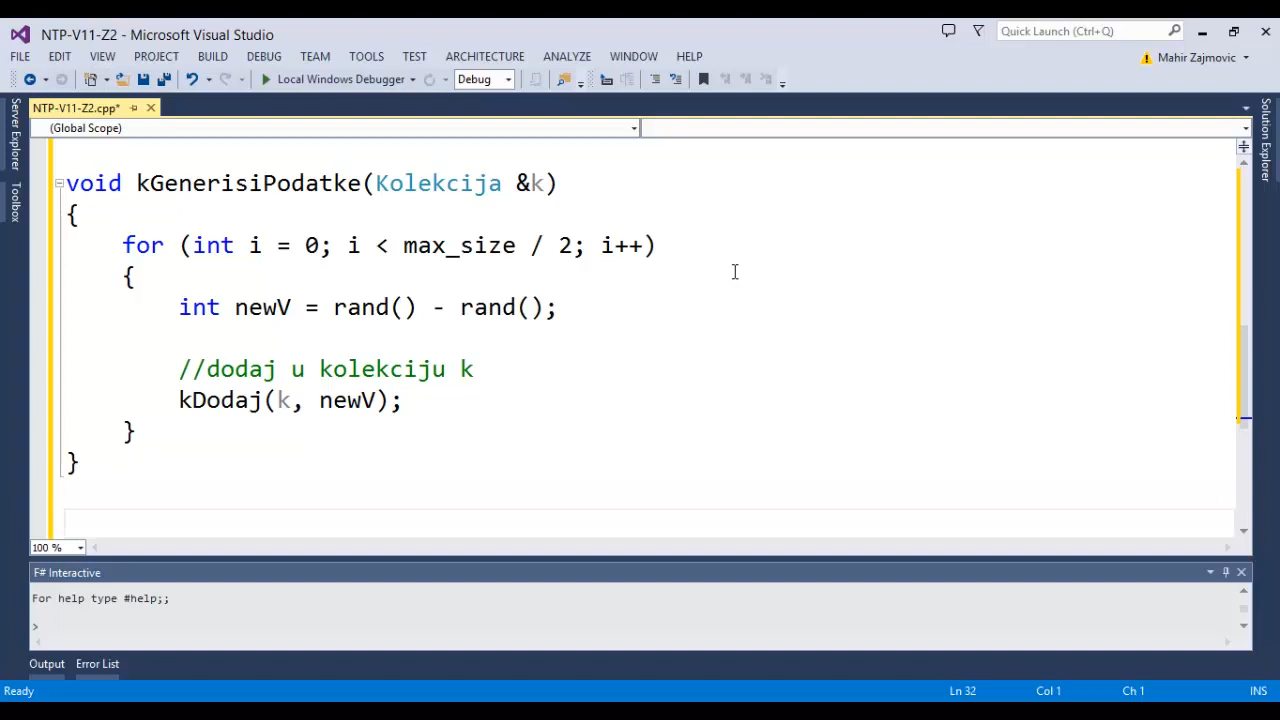 NTP-V11-Z2 - Microsoft Visual Studio
Quick Launch (Ctrl+Q)
FILE EDIT VIEW PROJECT BUILD DEBUG TEAM TOOLS TEST ARCHITECTURE ANALYZE WINDOW HELP
Mahir Zajmovic
Local Windows Debugger Debug
NTP-V11-Z2.cpp*
(Global Scope)
Server Explorer
Toolbox
Solution Explorer
void kGenerisiPodatke(Kolekcija &k)
{
for (int i = 0; i < max_size / 2; i++)
{
int newV = rand() - rand();
//dodaj u kolekciju k
kDodaj(k, newV);
}
}
100 %
F# Interactive
For help type #help;;
>
Output Error List
Ready Ln 32 Col 1 Ch 1 INS